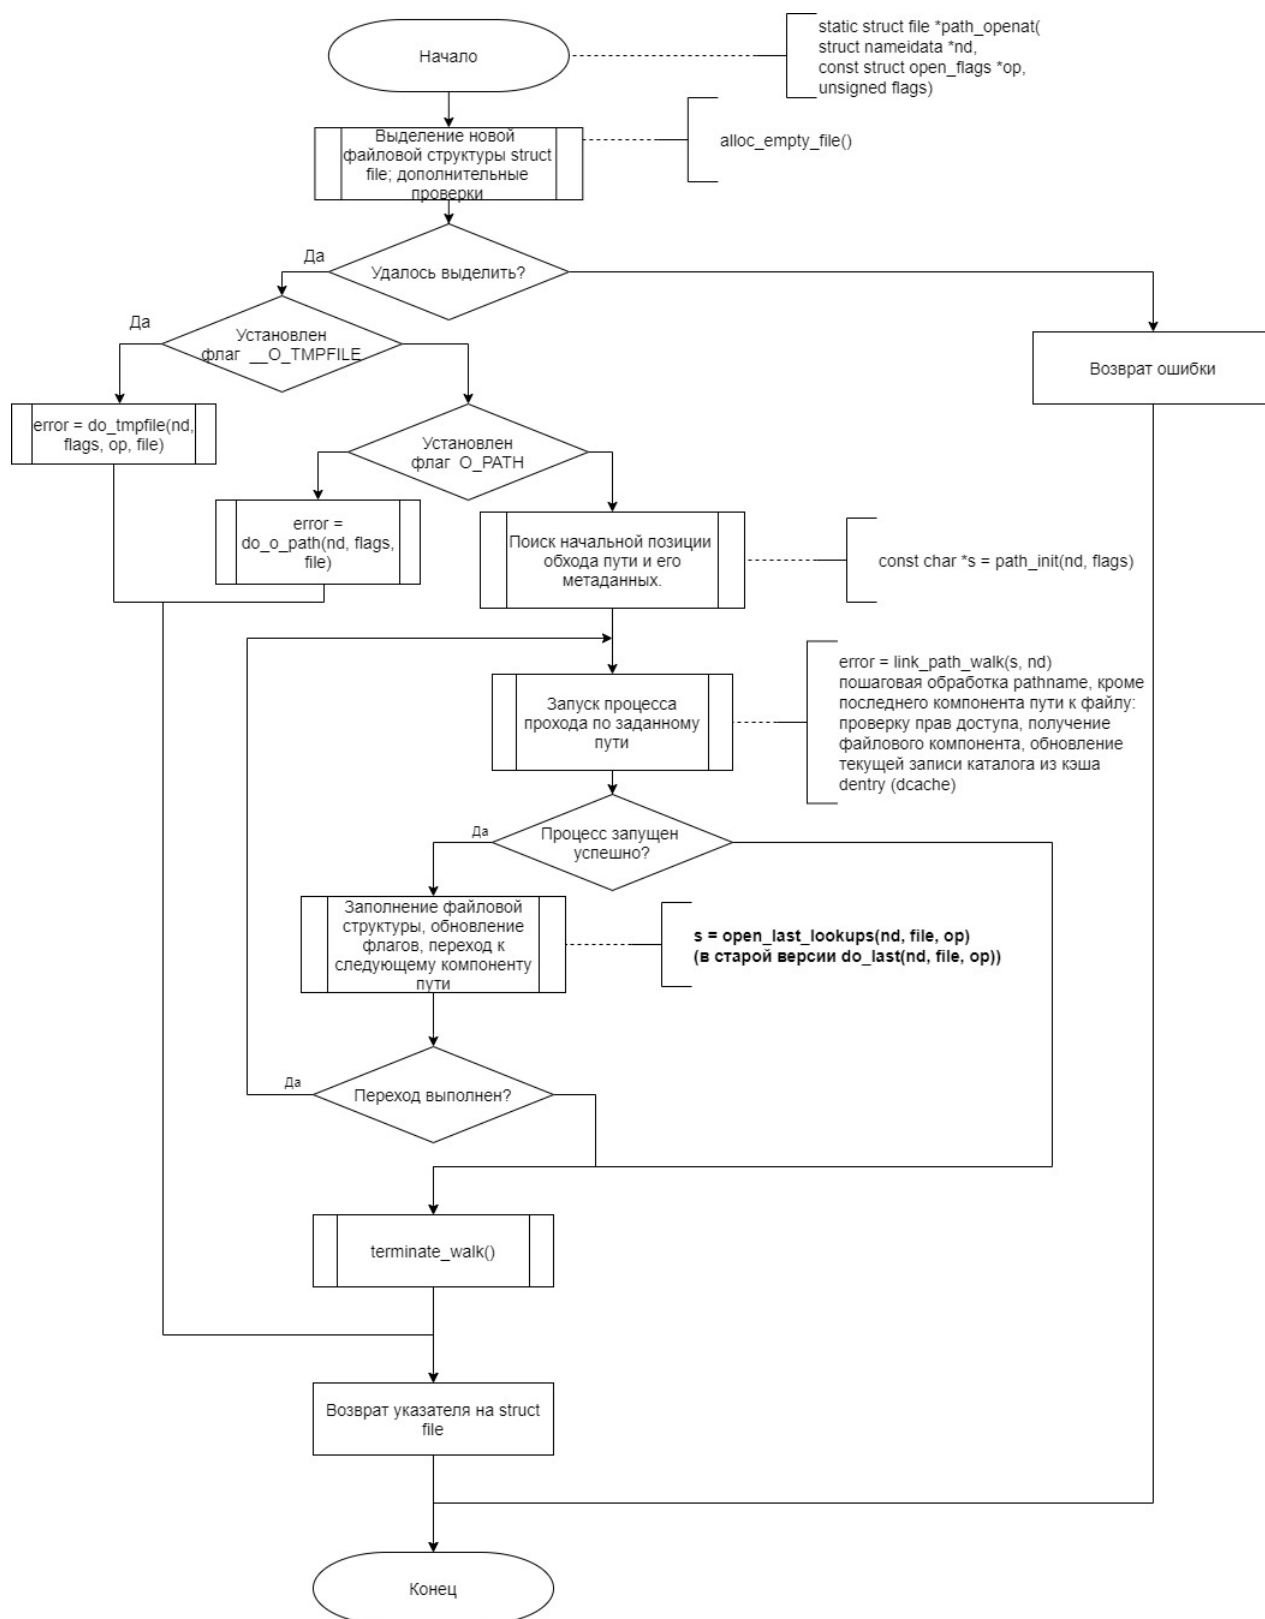 Начало
static struct file *path_openat(
struct nameidata *nd,
const struct open_flags *op,
unsigned flags)
Выделение новой
файловой структуры struct
file; дополнительные
проверки
alloc_empty_file()
Да
Удалось выделить?
Да
Установлен
флаг __O_TMPFILE
Возврат ошибки
error = do_tmpfile(nd,
flags, op, file)
Установлен
флаг O_PATH
error =
do_o_path(nd, flags,
file)
Поиск начальной позиции
обхода пути и его
метаданных.
const char *s = path_init(nd, flags)
Запуск процесса
прохода по заданному
пути
error = link_path_walk(s, nd)
пошаговая обработка pathname, кроме
последнего компонента пути к файлу:
проверку прав доступа, получение
файлового компонента, обновление
текущей записи каталога из кэша
dentry (dcache)
Да
Процесс запущен
успешно?
Заполнение файловой
структуры, обновление
флагов, переход к
следующему компоненту
пути
s = open_last_lookups(nd, file, op)
(в старой версии do_last(nd, file, op))
Да
Переход выполнен?
terminate_walk()
Возврат указателя на struct
file
Конец